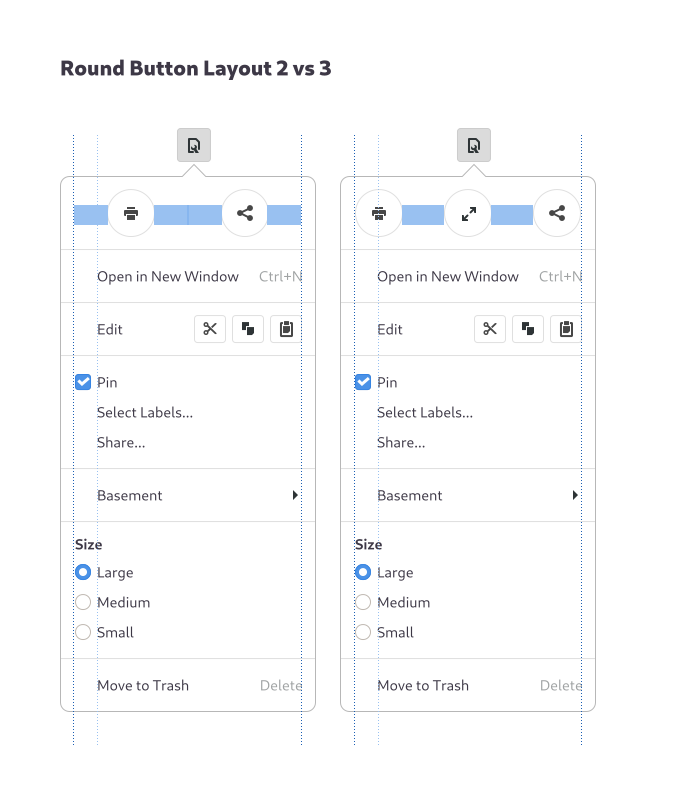 Round Button Layout 2 vs 3
Open in New Window Ctrl+N
Edit
Pin
Select Labels...
Share...
Basement
Size
Large
Medium
Small
Move to Trash Delete
Open in New Window Ctrl+N
Edit
Pin
Select Labels...
Share...
Basement
Size
Large
Medium
Small
Move to Trash Delete